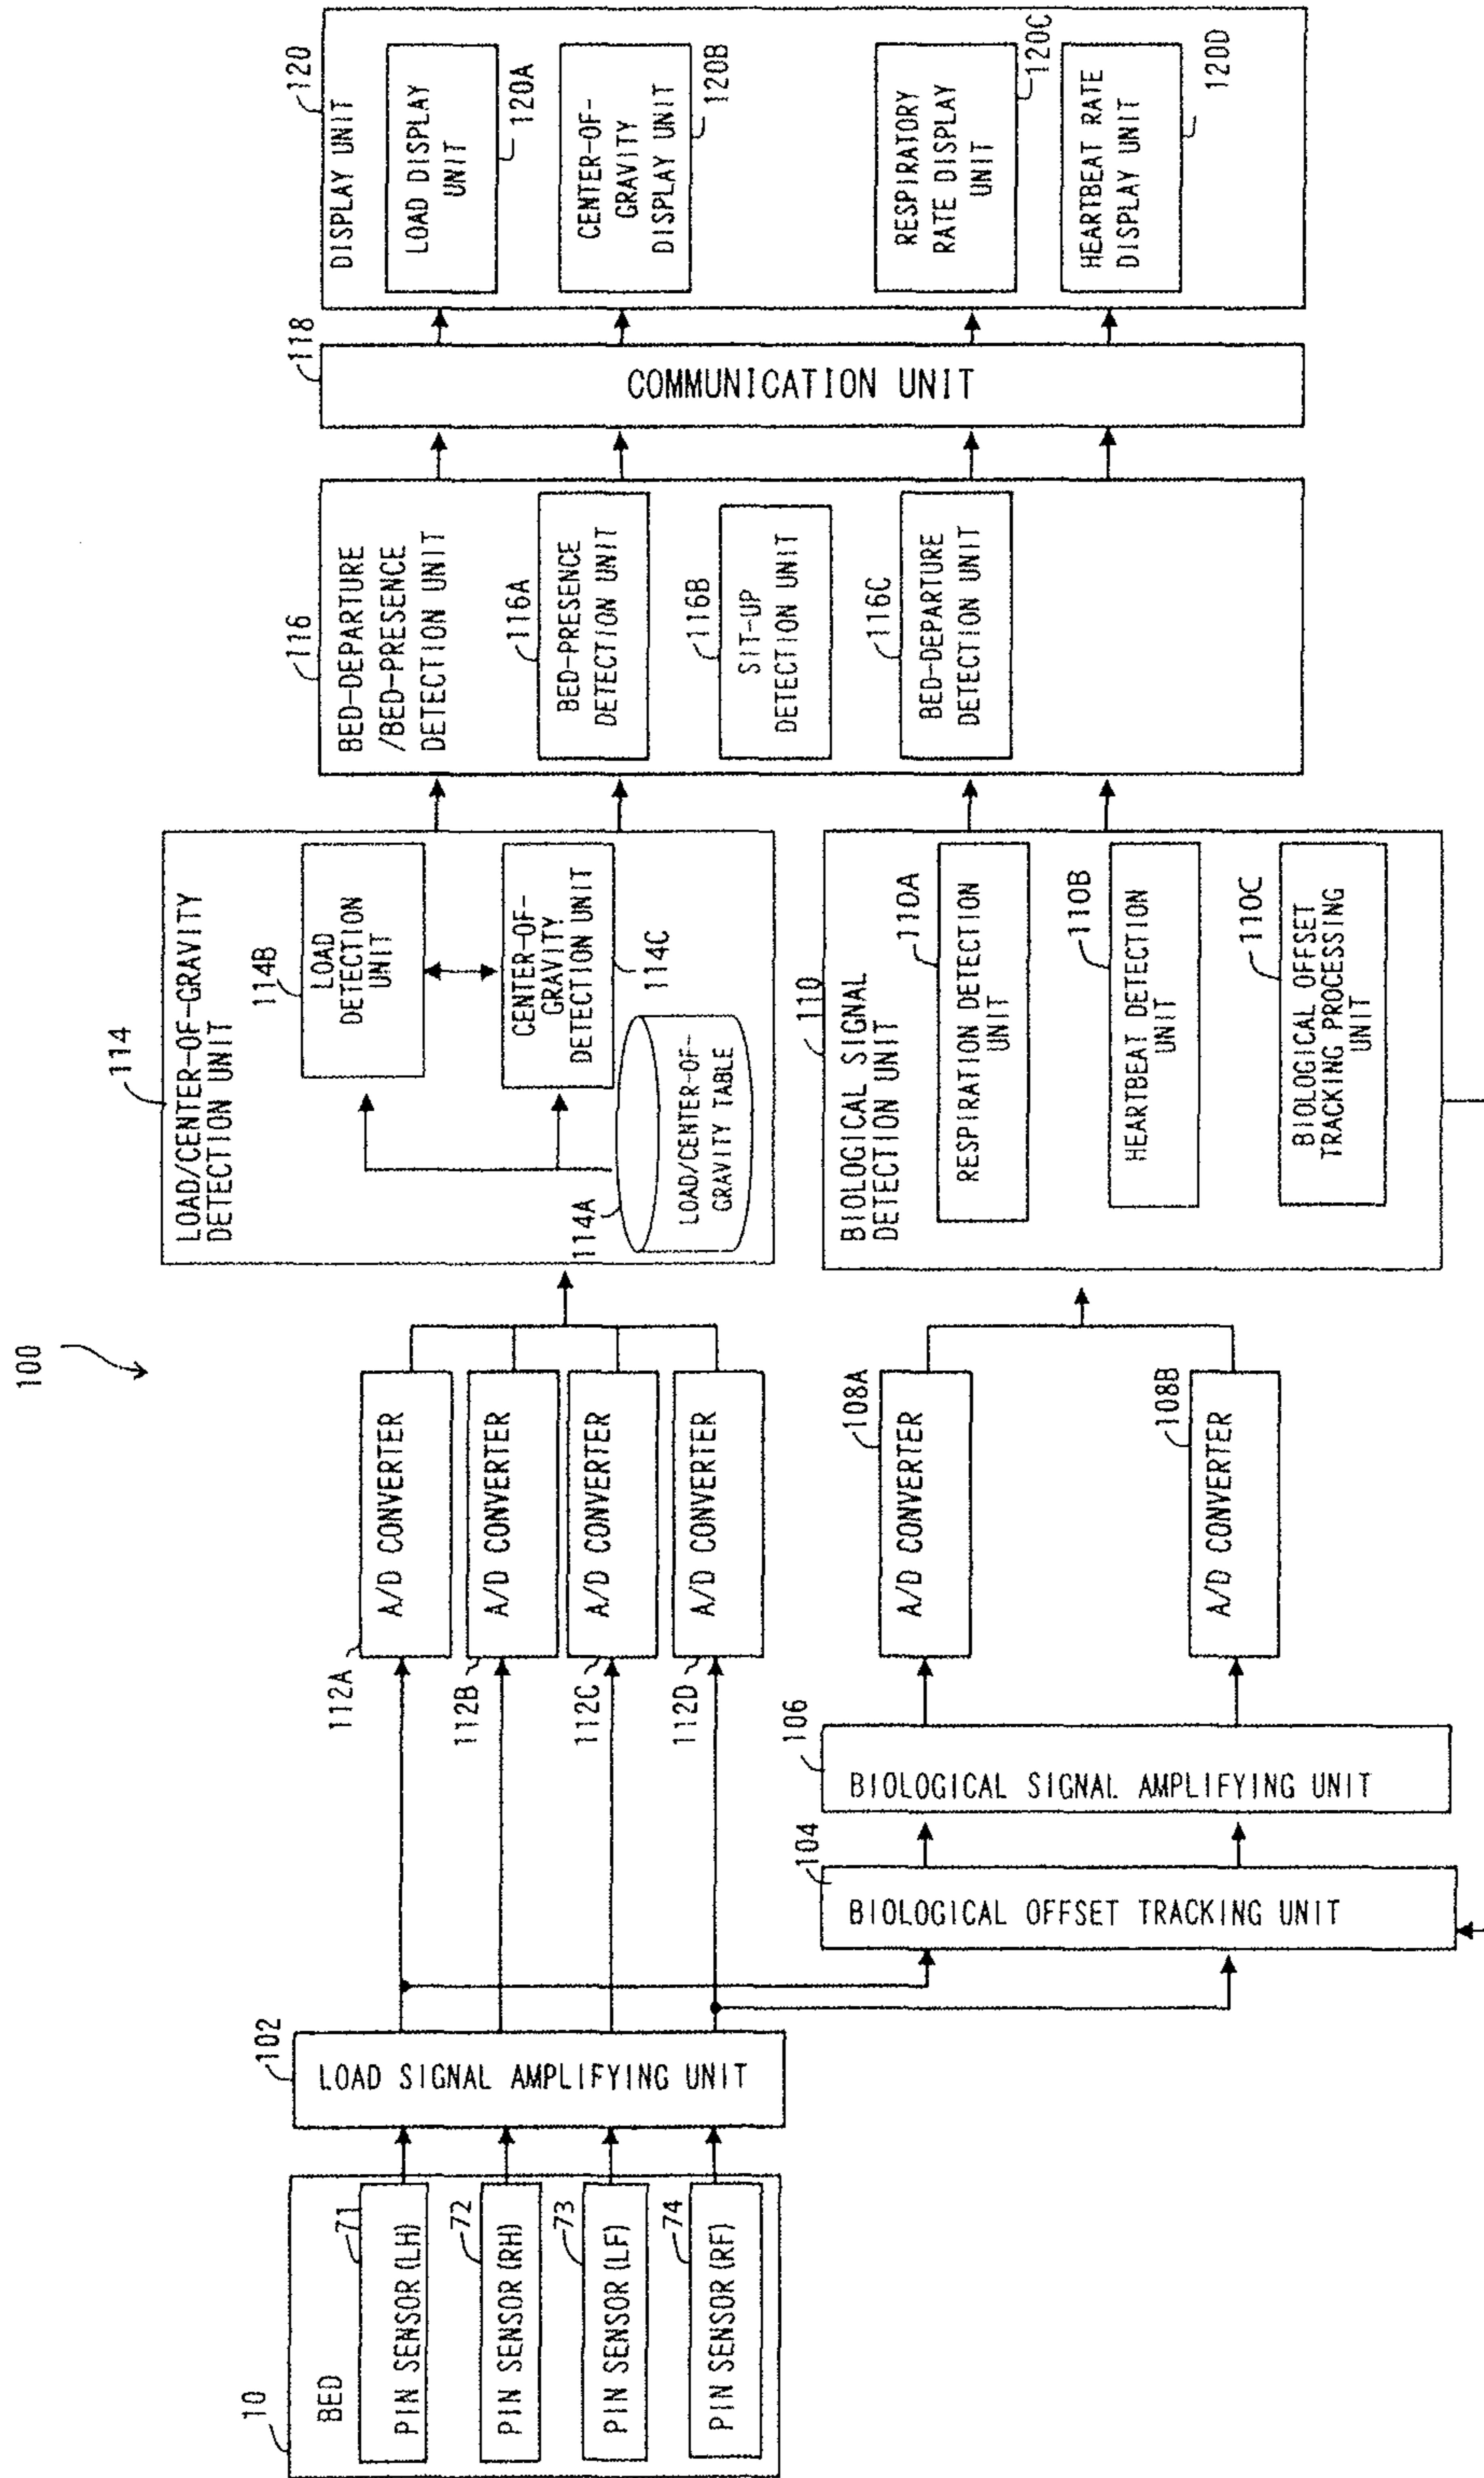 100
10
BED
71
PIN SENSOR(LH)
72
PIN SENSOR(RH)
73
PIN SENSOR(LF)
74
PIN SENSOR(RF)
102
LOAD SIGNAL AMPLIFYING UNIT
104
BIOLOGICAL OFFSET TRACKING UNIT
106
BIOLOGICAL SIGNAL AMPLIFYING UNIT
112A
A/D CONVERTER
112B
A/D CONVERTER
112C
A/D CONVERTER
112D
A/D CONVERTER
108A
A/D CONVERTER
108B
A/D CONVERTER
114
LOAD/CENTER-OF-GRAVITY
DETECTION UNIT
114B
LOAD
DETECTION
UNIT
CENTER-OF-
GRAVITY
DETECTION UNIT
114C
114A
LOAD/CENTER-OF-
GRAVITY TABLE
110
BIOLOGICAL SIGNAL
DETECTION UNIT
110A
RESPIRATION DETECTION
UNIT
110B
HEARTBEAT DETECTION
UNIT
110C
BIOLOGICAL OFFSET
TRACKING PROCESSING
UNIT
116
BED-DEPARTURE
/BED-PRESENCE
DETECTION UNIT
116A
BED-PRESENCE
DETECTION UNIT
116B
SIT-UP
DETECTION UNIT
116C
BED-DEPARTURE
DETECTION UNIT
118
COMMUNICATION UNIT
120
DISPLAY UNIT
LOAD DISPLAY
UNIT
120A
CENTER-OF-
GRAVITY
DISPLAY UNIT
120B
RESPIRATORY
RATE DISPLAY
UNIT
120C
HEARTBEAT RATE
DISPLAY UNIT
120D